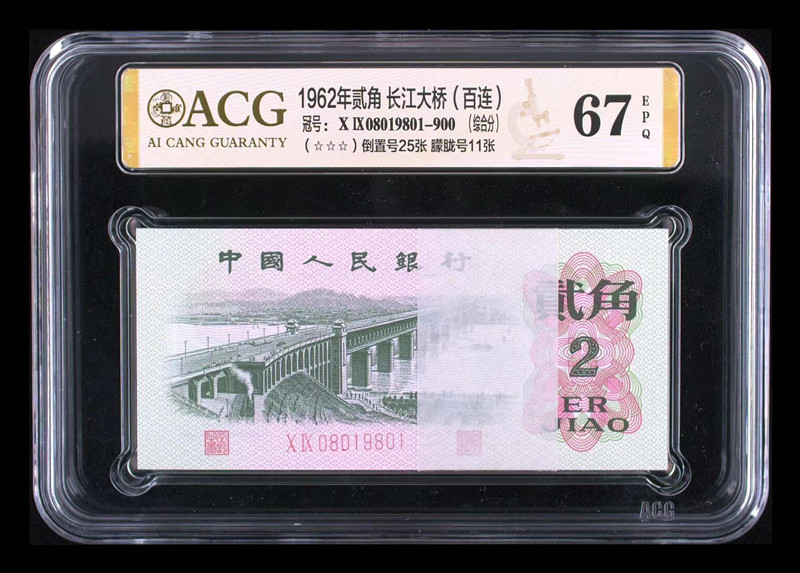 ACG
AI CANG GUARANTY
1962年贰角 长江大桥（百连）
冠号：X IX 08019801-900 （综合分）
（☆☆☆）倒置号25张 朦胧号11张
67
EPQ
中國人民銀行
貳角
2
ER
JIAO
X IX 08019801
ACG